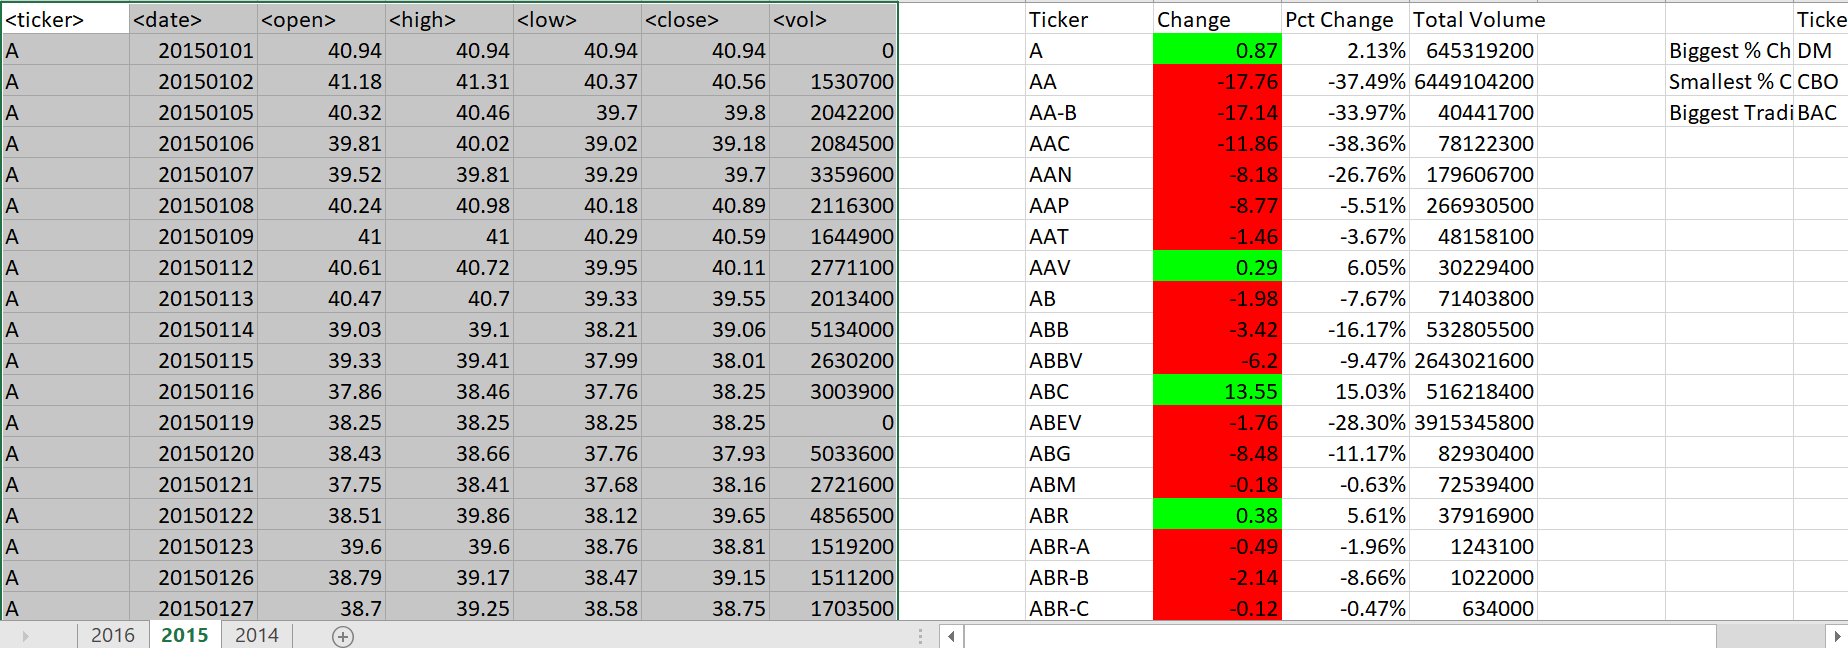 <ticker> <date> <open> <high> <low> <close> <vol> Ticker Change Pct Change Total Volume Ticke
A 20150101 40.94 40.94 40.94 40.94 0 A 0.87 2.13% 645319200 Biggest % Ch DM
A 20150102 41.18 41.31 40.37 40.56 1530700 AA -17.76 -37.49% 6449104200 Smallest % C CBO
A 20150105 40.32 40.46 39.7 39.8 2042200 AA-B -17.14 -33.97% 40441700 Biggest Tradi BAC
A 20150106 39.81 40.02 39.02 39.18 2084500 AAC -11.86 -38.36% 78122300
A 20150107 39.52 39.81 39.29 39.7 3359600 AAN -8.18 -26.76% 179606700
A 20150108 40.24 40.98 40.18 40.89 2116300 AAP -8.77 -5.51% 266930500
A 20150109 41 41 40.29 40.59 1644900 AAT -1.46 -3.67% 48158100
A 20150112 40.61 40.72 39.95 40.11 2771100 AAV 0.29 6.05% 30229400
A 20150113 40.47 40.7 39.33 39.55 2013400 AB -1.98 -7.67% 71403800
A 20150114 39.03 39.1 38.21 39.06 5134000 ABB -3.42 -16.17% 532805500
A 20150115 39.33 39.41 37.99 38.01 2630200 ABBV -6.2 -9.47% 2643021600
A 20150116 37.86 38.46 37.76 38.25 3003900 ABC 13.55 15.03% 516218400
A 20150119 38.25 38.25 38.25 38.25 0 ABEV -1.76 -28.30% 3915345800
A 20150120 38.43 38.66 37.76 37.93 5033600 ABG -8.48 -11.17% 82930400
A 20150121 37.75 38.41 37.68 38.16 2721600 ABM -0.18 -0.63% 72539400
A 20150122 38.51 39.86 38.12 39.65 4856500 ABR 0.38 5.61% 37916900
A 20150123 39.6 39.6 38.76 38.81 1519200 ABR-A -0.49 -1.96% 1243100
A 20150126 38.79 39.17 38.47 39.15 1511200 ABR-B -2.14 -8.66% 1022000
A 20150127 38.7 39.25 38.58 38.75 1703500 ABR-C -0.12 -0.47% 634000
2016 2015 2014